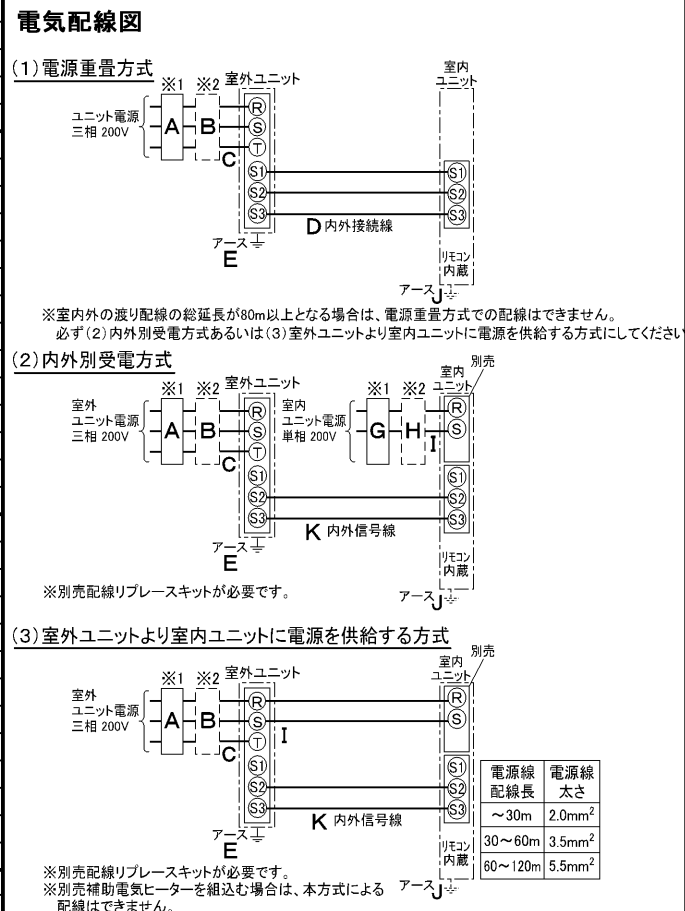 電気配線図
(1)電源重畳方式
※1 ※2 室外ユニット
室内
ユニット
ユニット電源
三相 200V
A B
C
R
S
T
S1
S2
S3
S1
S2
S3
D 内外接続線
アース
E
リモコン
内蔵
アース J
※室内外の渡り配線の総延長が80m以上となる場合は、電源重畳方式での配線はできません。
必ず(2)内外別受電方式あるいは(3)室外ユニットより室内ユニットに電源を供給する方式にしてくださ
(2)内外別受電方式
別売
※1 ※2 室外ユニット
※1 ※2
室内
ユニット
室外
ユニット電源
三相 200V
A B
C
R
S
T
S1
S2
S3
室内
ユニット電源
単相 200V
G H
I
R
S
S1
S2
S3
K 内外信号線
アース
E
リモコン
内蔵
アース J
※別売配線リプレースキットが必要です。
(3)室外ユニットより室内ユニットに電源を供給する方式
別売
※1 ※2 室外ユニット
室内
ユニット
室外
ユニット電源
三相 200V
A B
C
R
S
T
S1
S2
S3
I
R
S
S1
S2
S3
K 内外信号線
アース
E
リモコン
内蔵
アース J
電源線
配線長
電源線
太さ
～30m 2.0mm²
30～60m 3.5mm²
60～120m 5.5mm²
※別売配線リプレースキットが必要です。
※別売補助電気ヒーターを組込む場合は、本方式による
配線はできません。